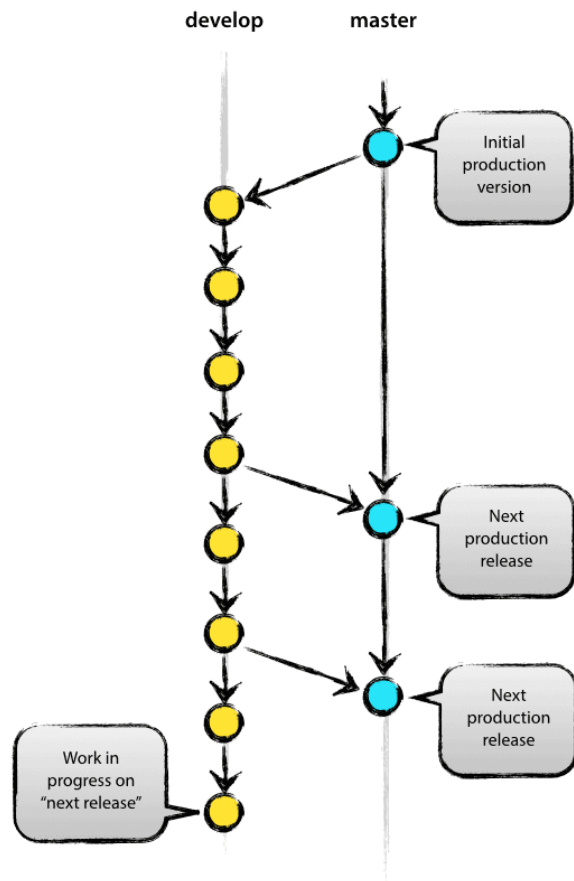 develop
master
Initial
production
version
Next
production
release
Next
production
release
Work in
progress on
“next release”